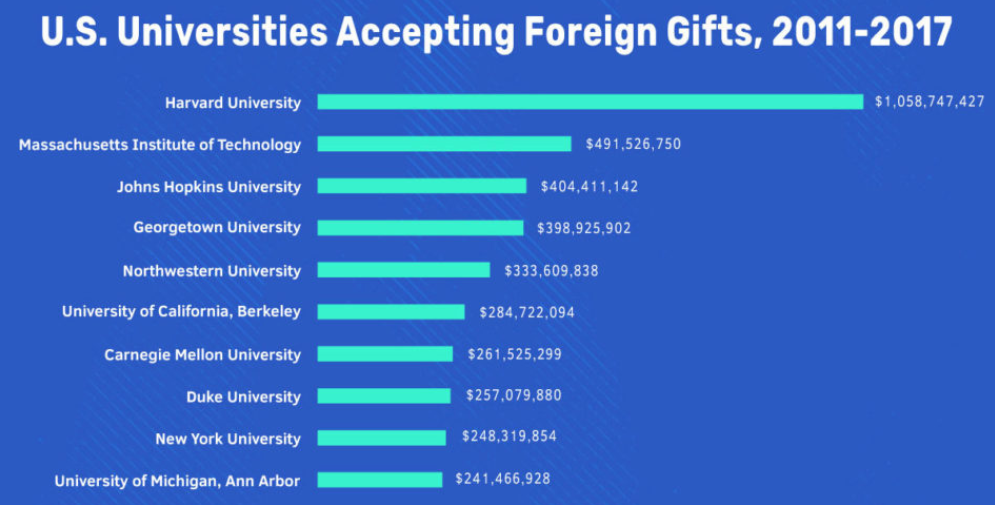 U.S. Universities Accepting Foreign Gifts, 2011-2017
Harvard University $1,058,747,427
Massachusetts Institute of Technology $491,526,750
Johns Hopkins University $404,411,142
Georgetown University $398,925,902
Northwestern University $333,609,838
University of California, Berkeley $284,722,094
Carnegie Mellon University $261,525,299
Duke University $257,079,880
New York University $248,319,854
University of Michigan, Ann Arbor $241,466,928